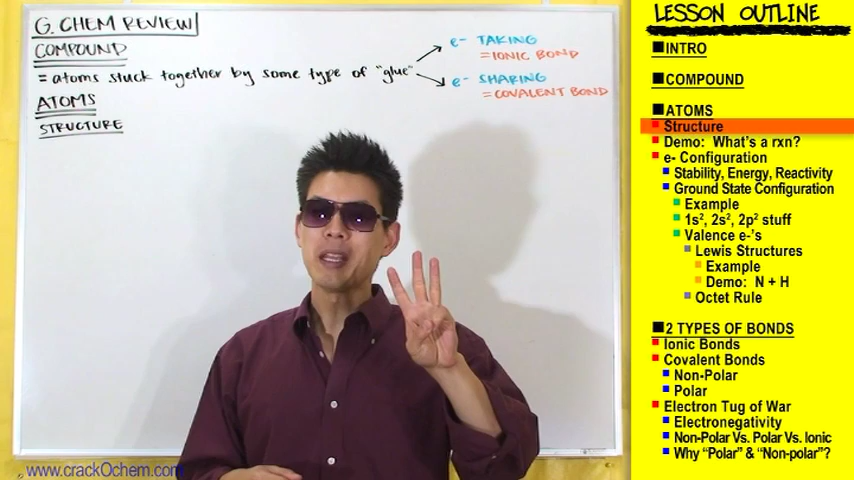 G. CHEM REVIEW
COMPOUND
= atoms stuck together by some type of "glue"
e- TAKING
= IONIC BOND
e- SHARING
= COVALENT BOND
ATOMS
STRUCTURE
www.crackOchem.com
LESSON OUTLINE
INTRO
COMPOUND
ATOMS
Structure
Demo: What's a rxn?
e- Configuration
Stability, Energy, Reactivity
Ground State Configuration
Example
1s², 2s², 2p² stuff
Valence e-'s
Lewis Structures
Example
Demo: N + H
Octet Rule
2 TYPES OF BONDS
Ionic Bonds
Covalent Bonds
Non-Polar
Polar
Electron Tug of War
Electronegativity
Non-Polar Vs. Polar Vs. Ionic
Why "Polar" & "Non-polar"?